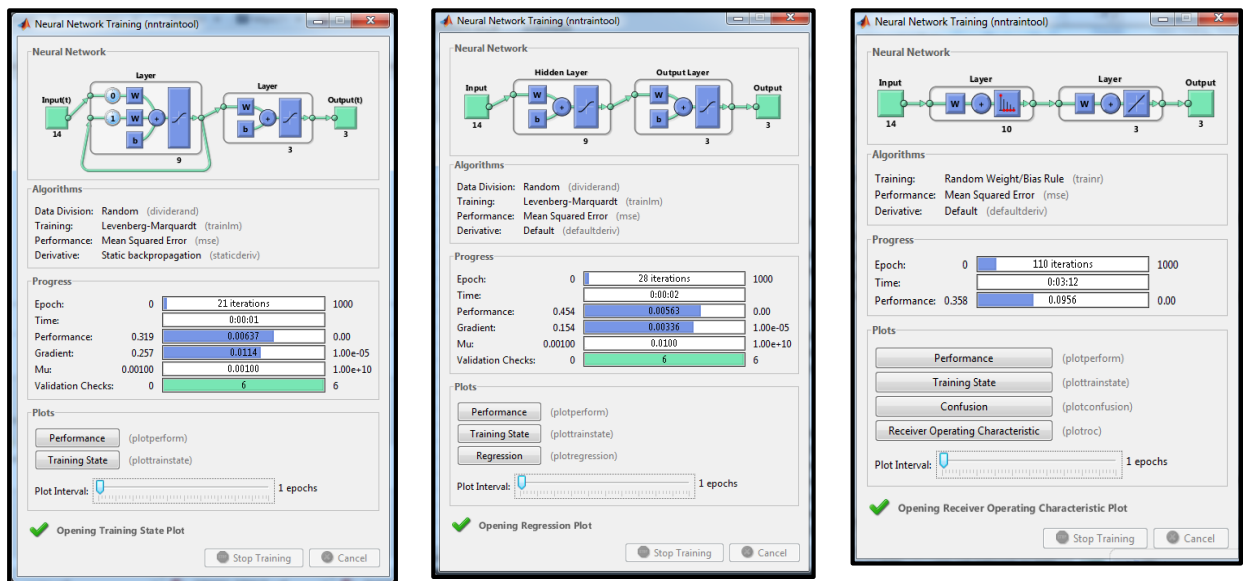 Neural Network Training (nntraintool)
Neural Network
Layer
Layer
Input(t)
0 W
1 W +
b
W +
b
Output(t)
14
9
3
3
Algorithms
Data Division: Random (dividerand)
Training: Levenberg-Marquardt (trainlm)
Performance: Mean Squared Error (mse)
Derivative: Static backpropagation (staticderiv)
Progress
Epoch: 0 21 iterations 1000
Time: 0:00:01
Performance: 0.319 0.00637 0.00
Gradient: 0.257 0.0114 1.00e-05
Mu: 0.00100 0.00100 1.00e+10
Validation Checks: 0 6 6
Plots
Performance (plotperform)
Training State (plottrainstate)
Plot Interval: 1 epochs
Opening Training State Plot
Stop Training Cancel
Neural Network Training (nntraintool)
Neural Network
Hidden Layer Output Layer
Input Output
W + W +
b b
14
9
3
3
Algorithms
Data Division: Random (dividerand)
Training: Levenberg-Marquardt (trainlm)
Performance: Mean Squared Error (mse)
Derivative: Default (defaultderiv)
Progress
Epoch: 0 28 iterations 1000
Time: 0:00:02
Performance: 0.454 0.00563 0.00
Gradient: 0.154 0.00336 1.00e-05
Mu: 0.00100 0.0100 1.00e+10
Validation Checks: 0 6 6
Plots
Performance (plotperform)
Training State (plottrainstate)
Regression (plotregression)
Plot Interval: 1 epochs
Opening Regression Plot
Stop Training Cancel
Neural Network Training (nntraintool)
Neural Network
Input Layer Layer Output
W + W +
14 10 3 3
Algorithms
Training: Random Weight/Bias Rule (trainr)
Performance: Mean Squared Error (mse)
Derivative: Default (defaultderiv)
Progress
Epoch: 0 110 iterations 1000
Time: 0:03:12
Performance: 0.358 0.0956 0.00
Plots
Performance (plotperform)
Training State (plottrainstate)
Confusion (plotconfusion)
Receiver Operating Characteristic (plotroc)
Plot Interval: 1 epochs
Opening Receiver Operating Characteristic Plot
Stop Training Cancel